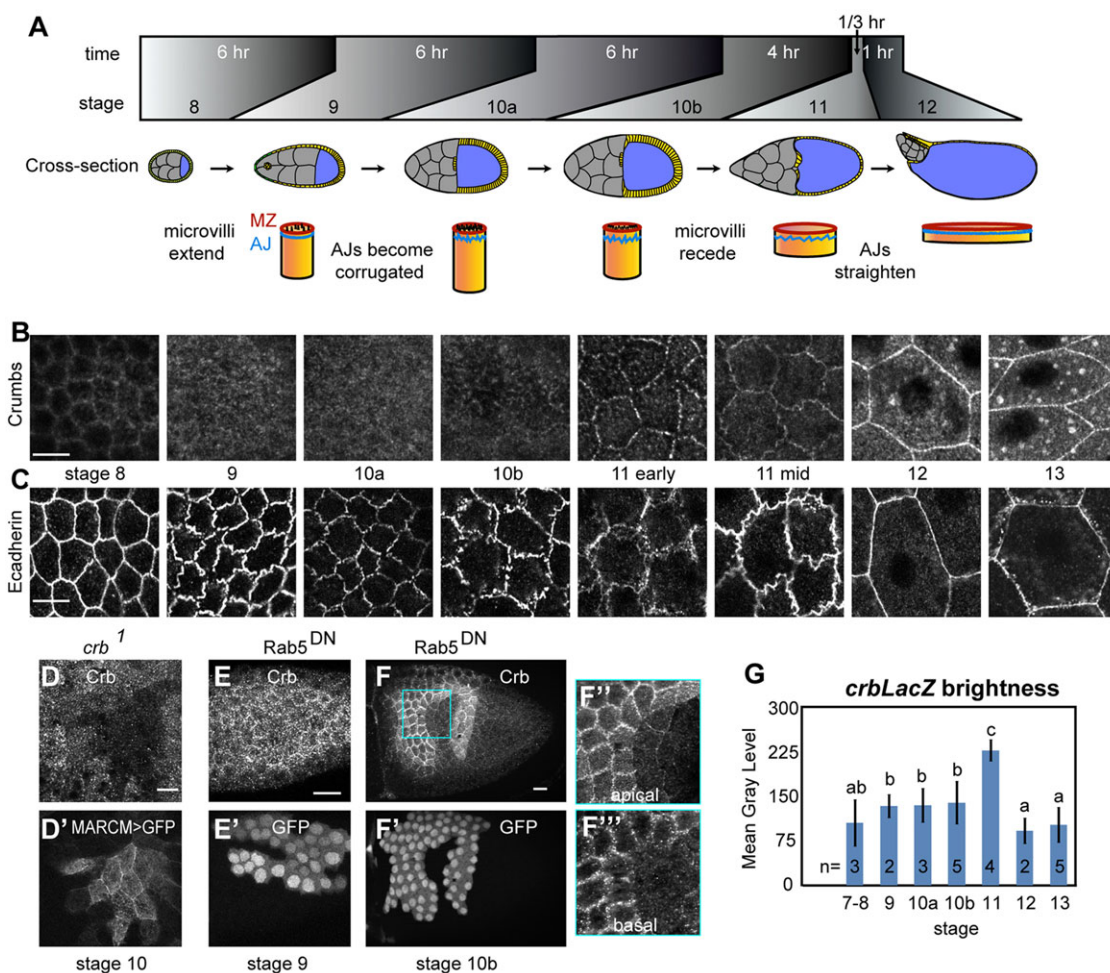 A
1/3 hr
time
6 hr
6 hr
6 hr
4 hr
1 hr
stage
8
9
10a
10b
11
12
Cross-section
microvilli
extend
MZ
AJ
AJs become
corrugated
microvilli
recede
AJs
straighten
B
Crumbs
stage 8
9
10a
10b
11 early
11 mid
12
13
C
Ecadherin
crb 1
Rab5 DN
Rab5 DN
D
Crb
E
Crb
F
Crb
F''
apical
D'
MARCM>GFP
E'
GFP
F'
GFP
F'''
basal
stage 10
stage 9
stage 10b
G
crbLacZ brightness
Mean Gray Level
300
225
150
75
0
ab
b
b
b
c
a
a
n=
3
2
3
5
4
2
5
7-8
9
10a
10b
11
12
13
stage